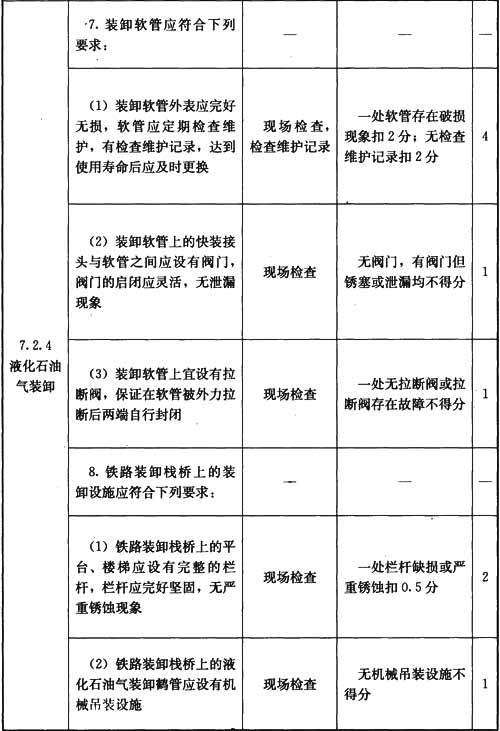 7. 装卸软管应符合下列
要求：
—
—
—
(1) 装卸软管外表应完好
无损，软管应定期检查维
护，有检查维护记录，达到
使用寿命后应及时更换
现场检查，
检查维护记录
一处软管存在破损
现象扣 2 分；无检查
维护记录扣 2 分
4
(2) 装卸软管上的快装接
头与软管之间应设有阀门，
阀门的启闭应灵活，无泄漏
现象
现场检查
无阀门，有阀门但
锈塞或泄漏均不得分
1
7.2.4
液化石油
气装卸
(3) 装卸软管上宜设有拉
断阀，保证在软管被外力拉
断后两端自行封闭
现场检查
一处无拉断阀或拉
断阀存在故障不得分
1
8. 铁路装卸栈桥上的装
卸设施应符合下列要求：
—
—
—
(1) 铁路装卸栈桥上的平
台、楼梯应设有完整的栏
杆，栏杆应完好坚固，无严
重锈蚀现象
现场检查
一处栏杆缺损或严
重锈蚀扣 0.5 分
2
(2) 铁路装卸栈桥上的液
化石油气装卸鹤管应设有机
械吊装设施
现场检查
无机械吊装设施不
得分
1